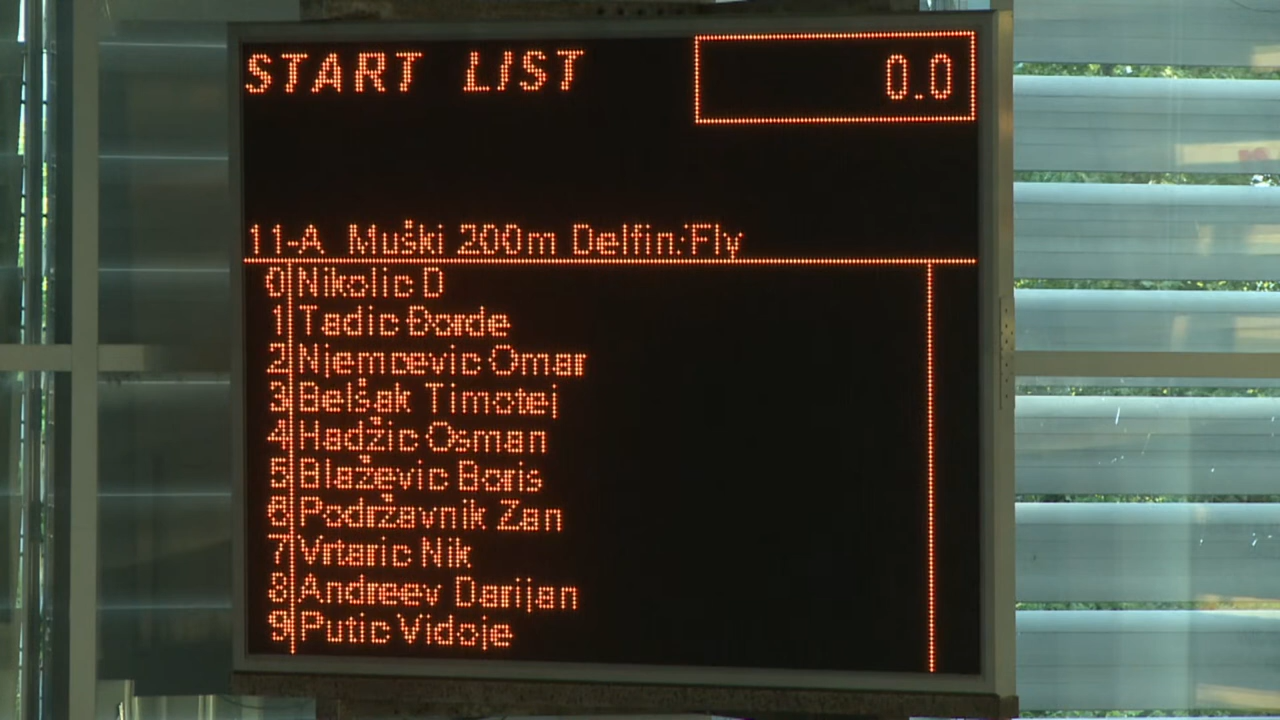 START LIST 0.0
11-A Muški 200m Delfin/Fly
0 Nikolic D
1 Tadic Đorde
2 Njemcevic Omar
3 Belšak Timotej
4 Hadžic Osman
5 Blaževic Boris
6 Podržavnik Zan
7 Vrtaric Nik
8 Andreev Darijan
9 Putic Vidoje